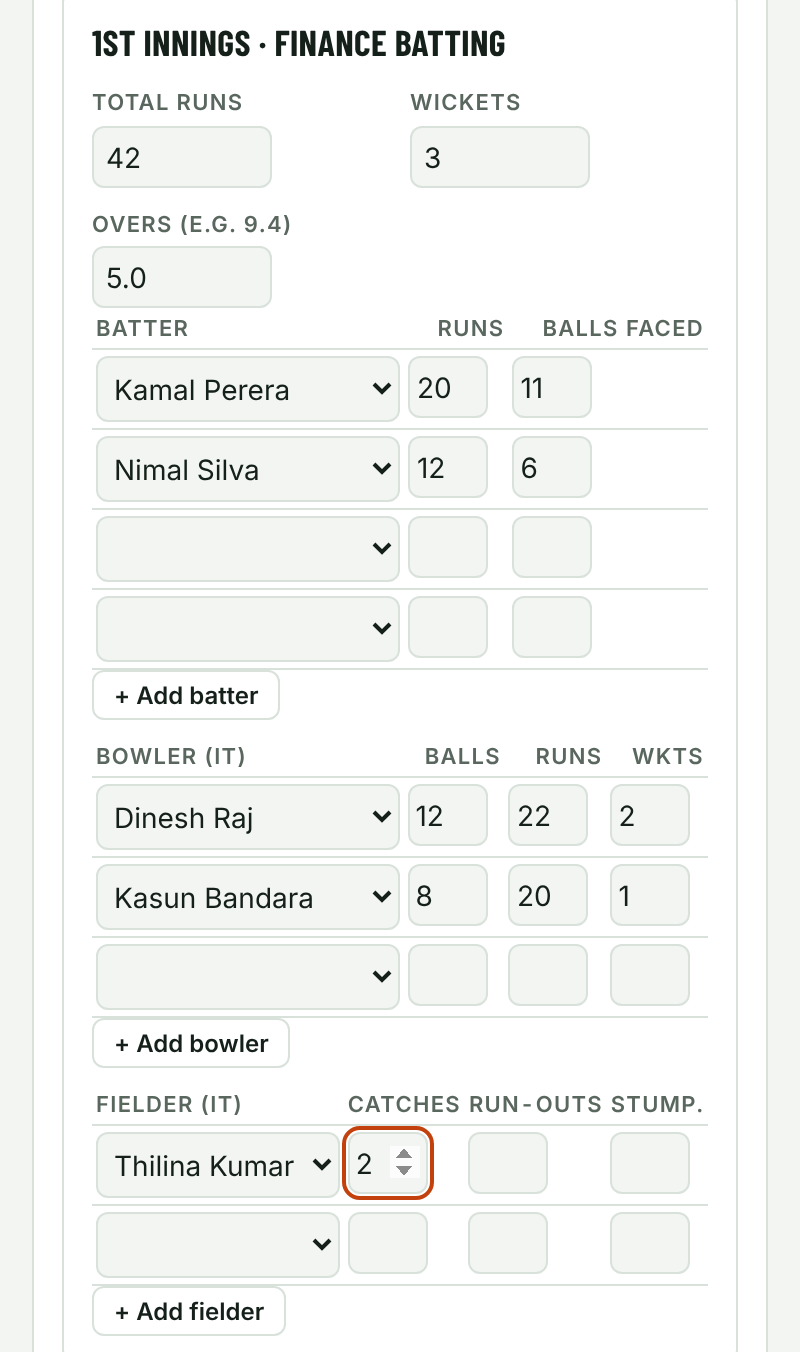 1ST INNINGS · FINANCE BATTING
TOTAL RUNS WICKETS
42 3
OVERS (E.G. 9.4)
5.0
BATTER RUNS BALLS FACED
Kamal Perera 20 11
Nimal Silva 12 6
+ Add batter
BOWLER (IT) BALLS RUNS WKTS
Dinesh Raj 12 22 2
Kasun Bandara 8 20 1
+ Add bowler
FIELDER (IT) CATCHES RUN-OUTS STUMP.
Thilina Kumar 2
+ Add fielder